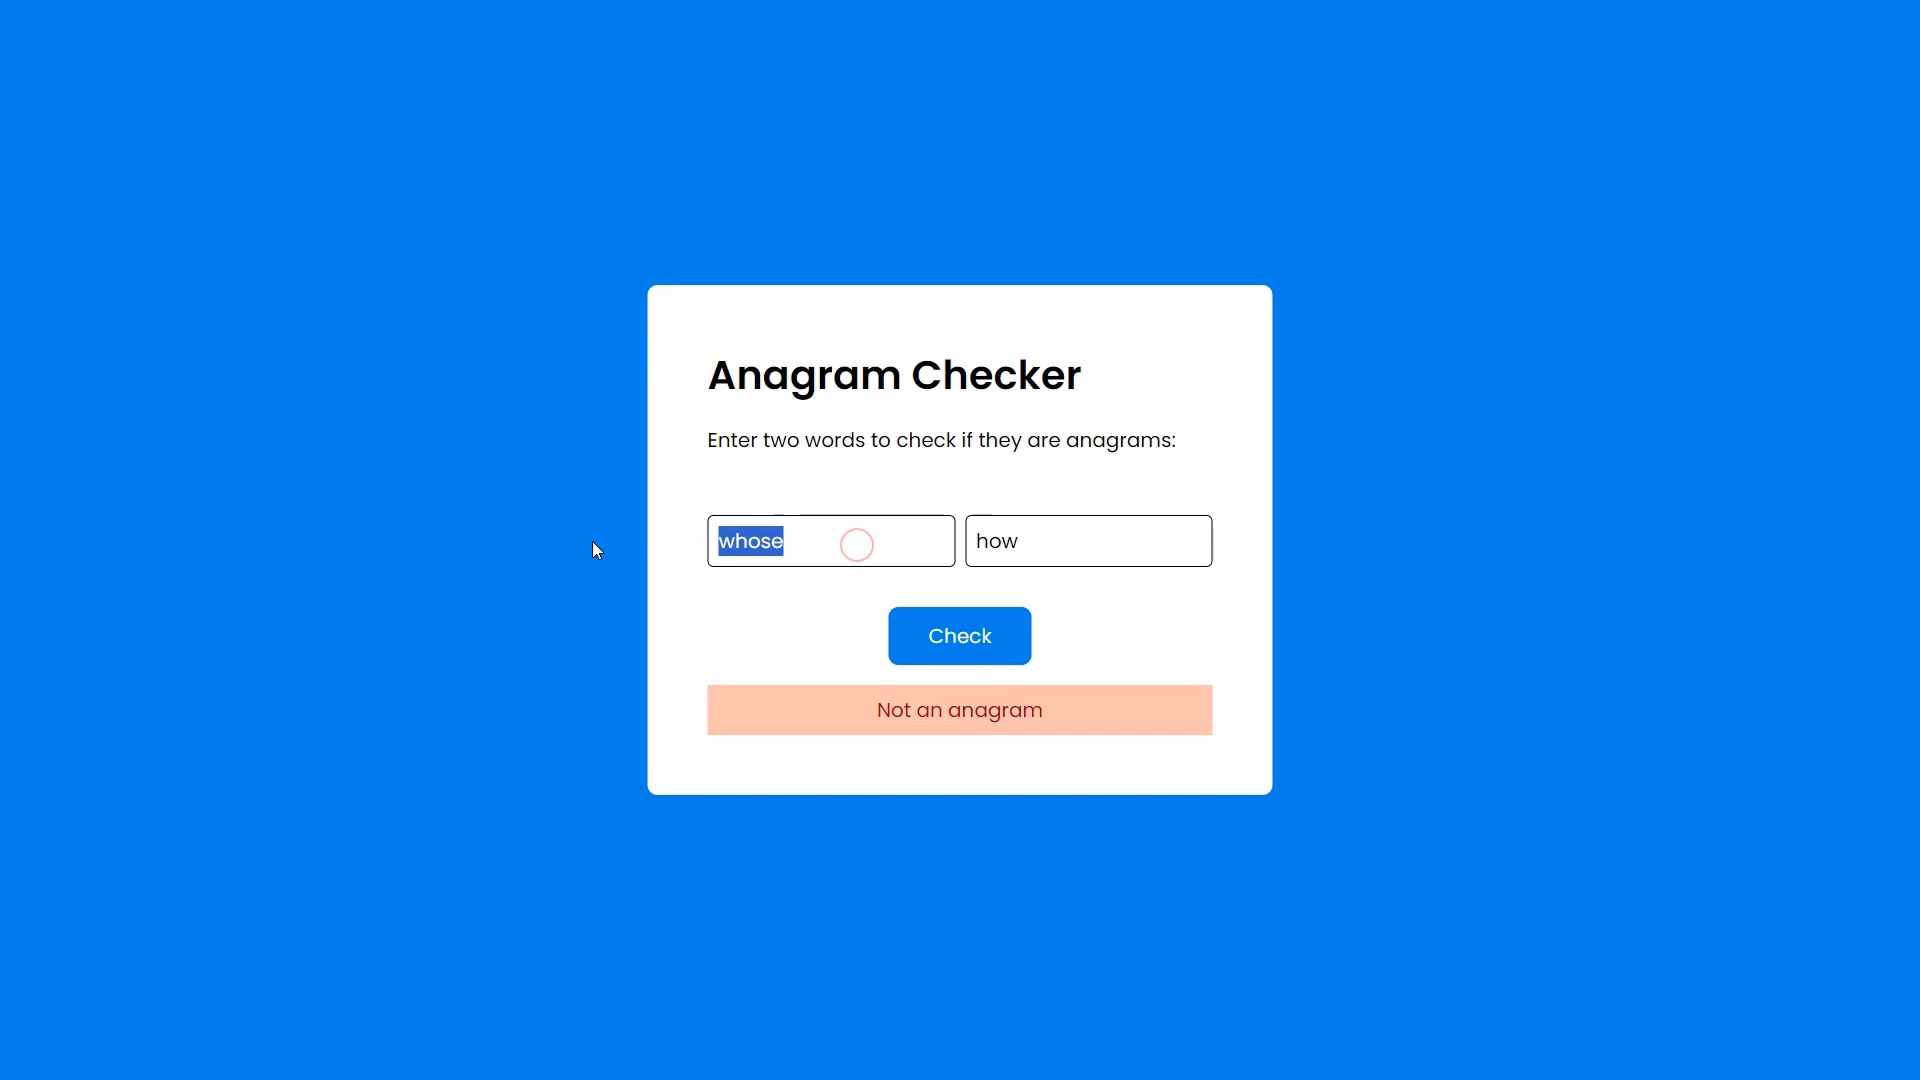 Anagram Checker
Enter two words to check if they are anagrams:
whose how
Check
Not an anagram